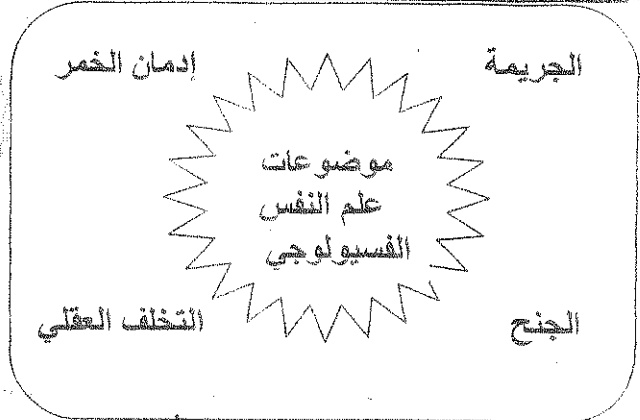 الجريمة
إدمان الخمر
موضوعات
علم النفس
الفسيولوجي
الجنح
التخلف العقلي